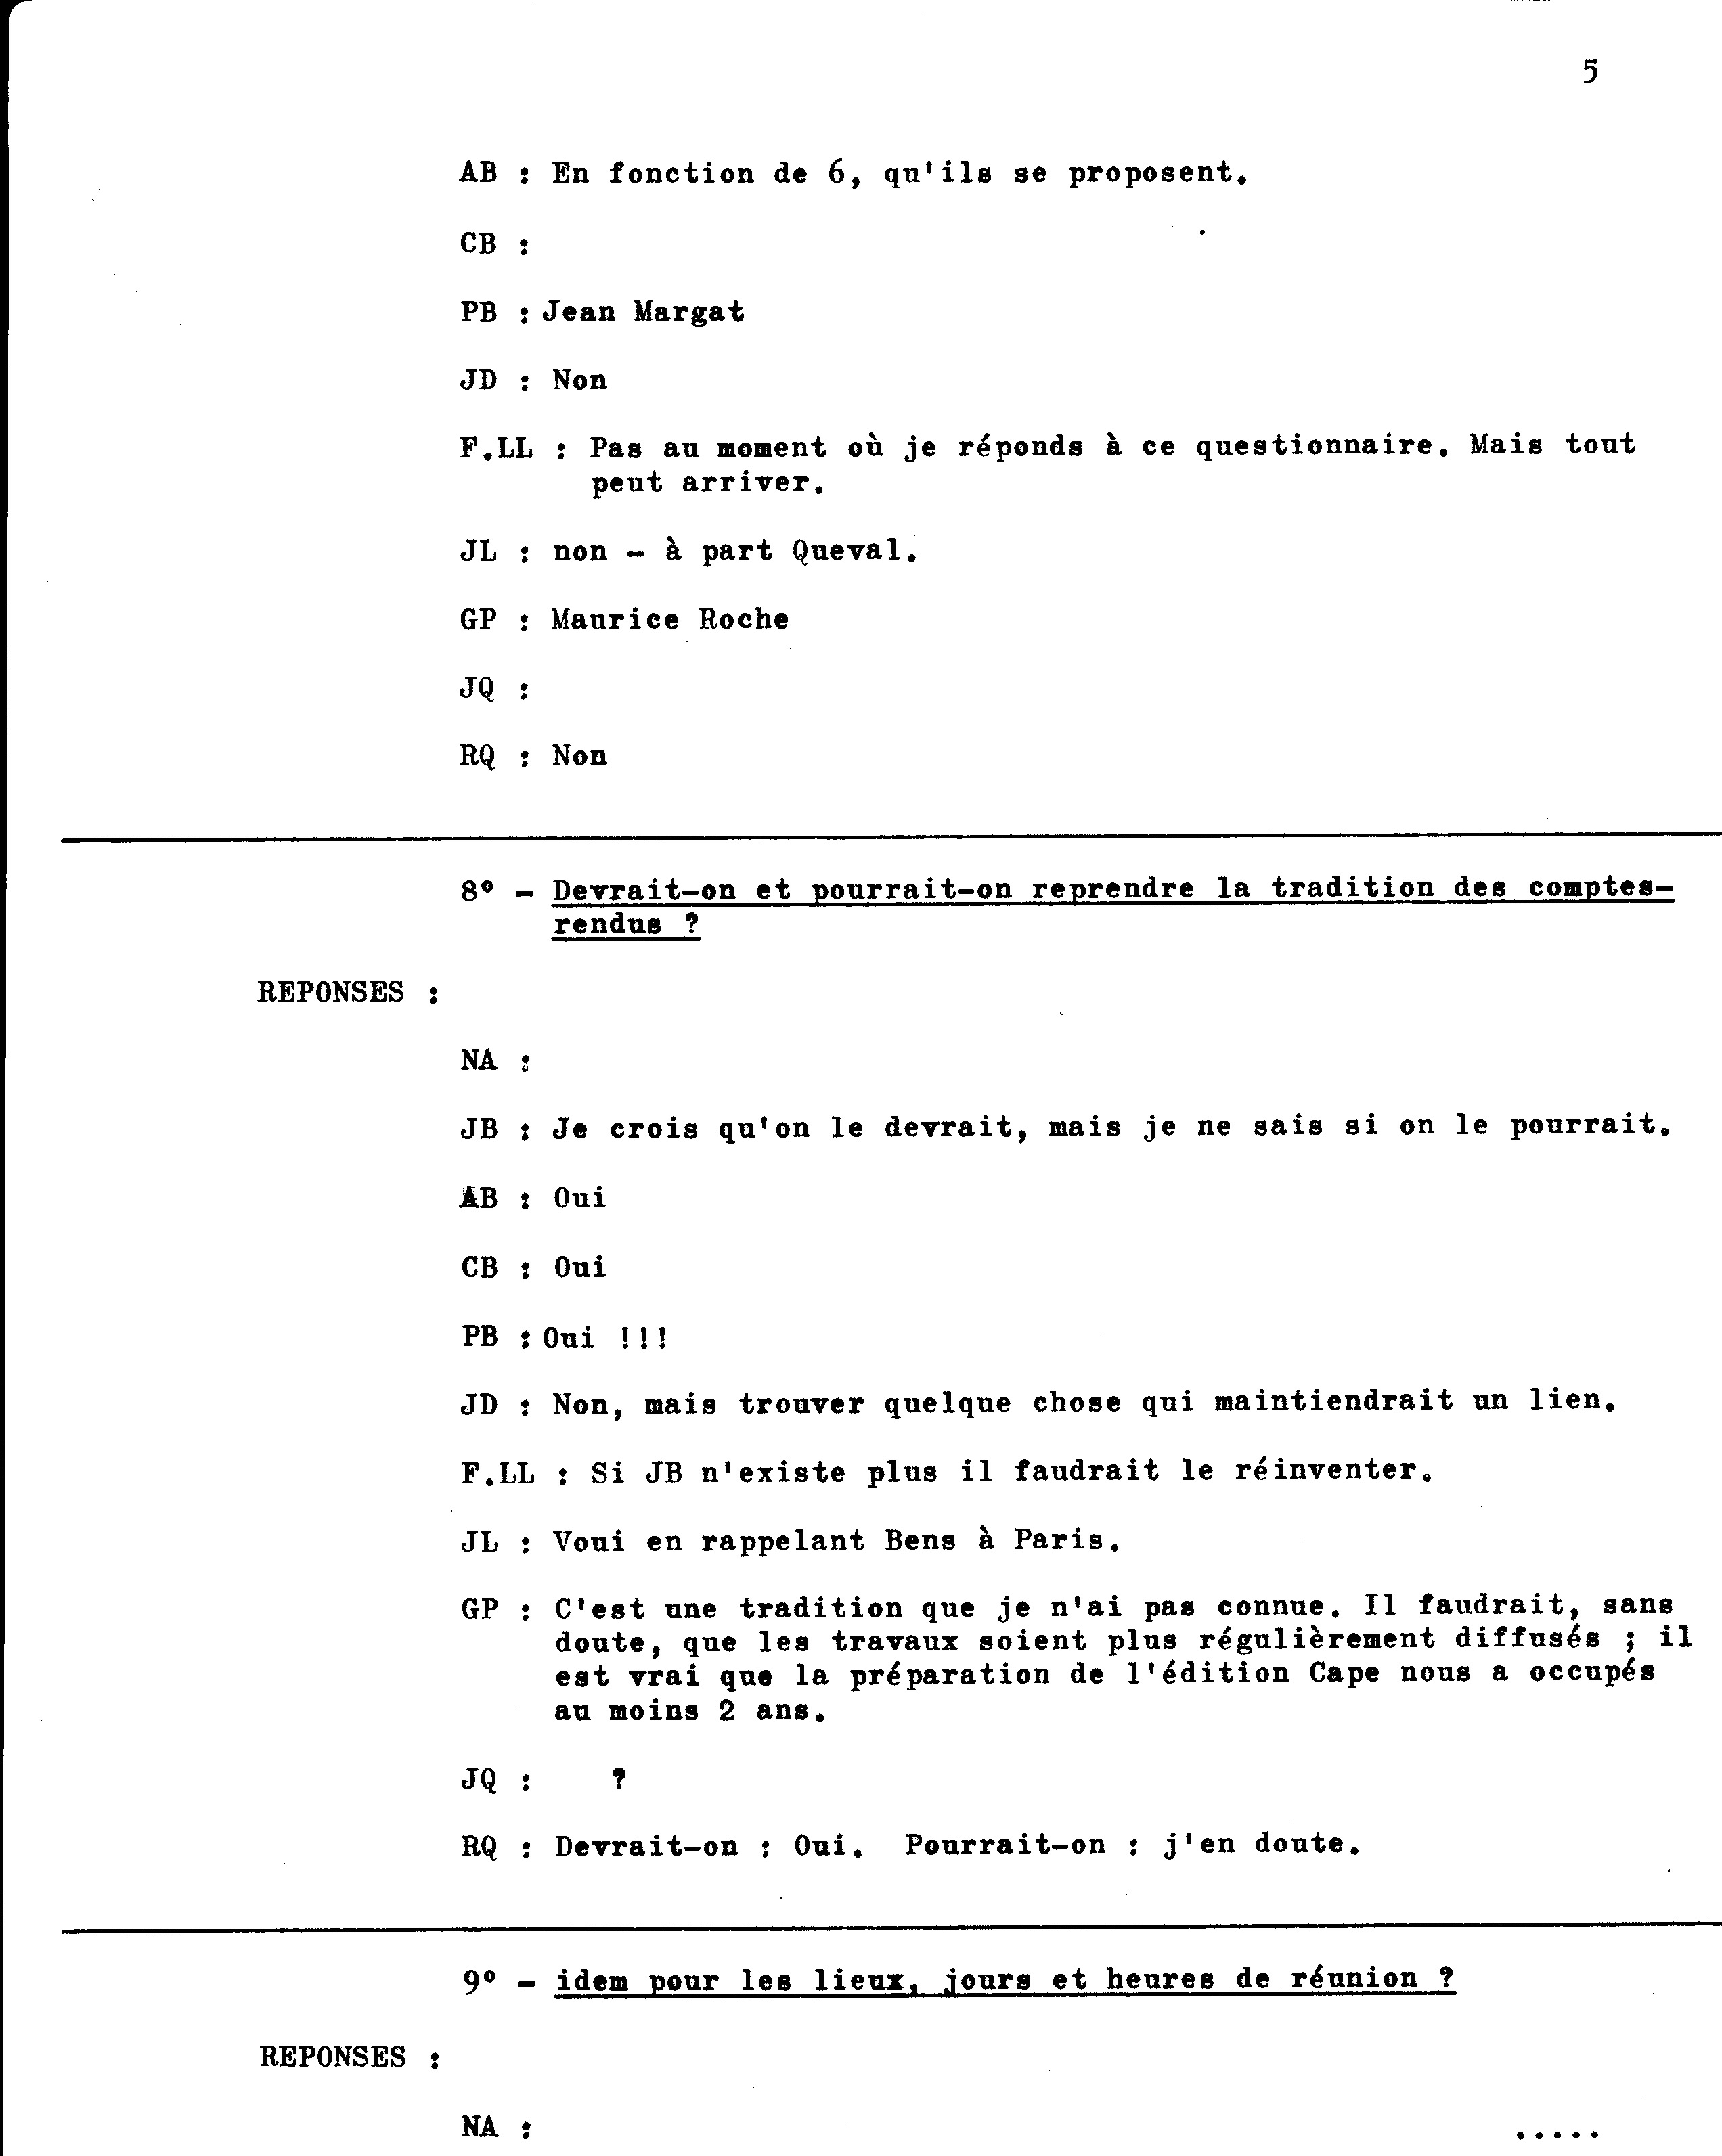 5
AB : En fonction de 6, qu'ils se proposent.
CB :
PB : Jean Margat
JD : Non
F.LL : Pas au moment où je réponds à ce questionnaire. Mais tout
peut arriver.
JL : non - à part Queval.
GP : Maurice Roche
JQ :
RQ : Non
8° - Devrait-on et pourrait-on reprendre la tradition des comptes-
rendus ?
REPONSES :
NA :
JB : Je crois qu'on le devrait, mais je ne sais si on le pourrait.
AB : Oui
CB : Oui
PB : Oui !!!
JD : Non, mais trouver quelque chose qui maintiendrait un lien.
F.LL : Si JB n'existe plus il faudrait le réinventer.
JL : Voui en rappelant Bens à Paris.
GP : C'est une tradition que je n'ai pas connue. Il faudrait, sans
doute, que les travaux soient plus régulièrement diffusés ; il
est vrai que la préparation de l'édition Cape nous a occupés
au moins 2 ans.
JQ : ?
RQ : Devrait-on : Oui. Pourrait-on : j'en doute.
9° - idem pour les lieux, jours et heures de réunion ?
REPONSES :
NA :
.....